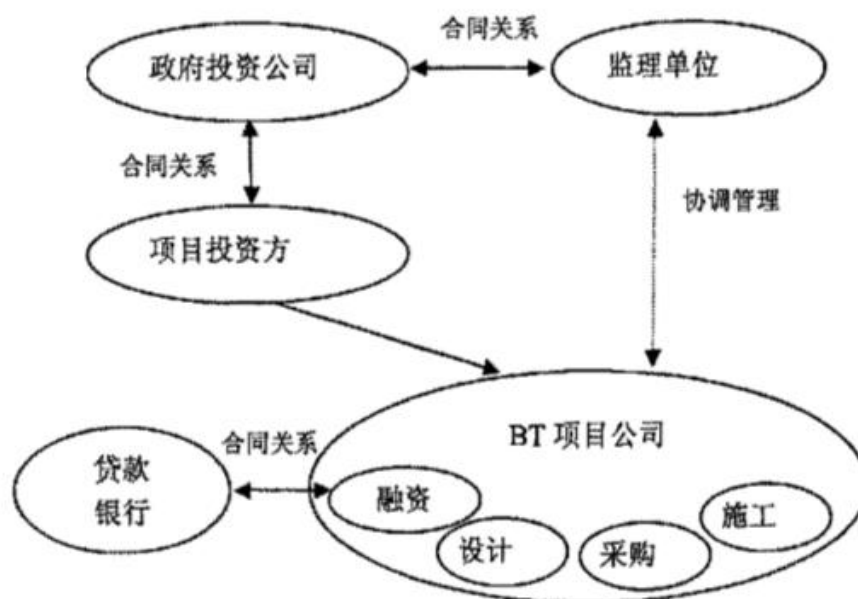 合同关系
政府投资公司
监理单位
合同关系
协调管理
项目投资方
BT 项目公司
合同关系
贷款
银行
融资
设计
采购
施工